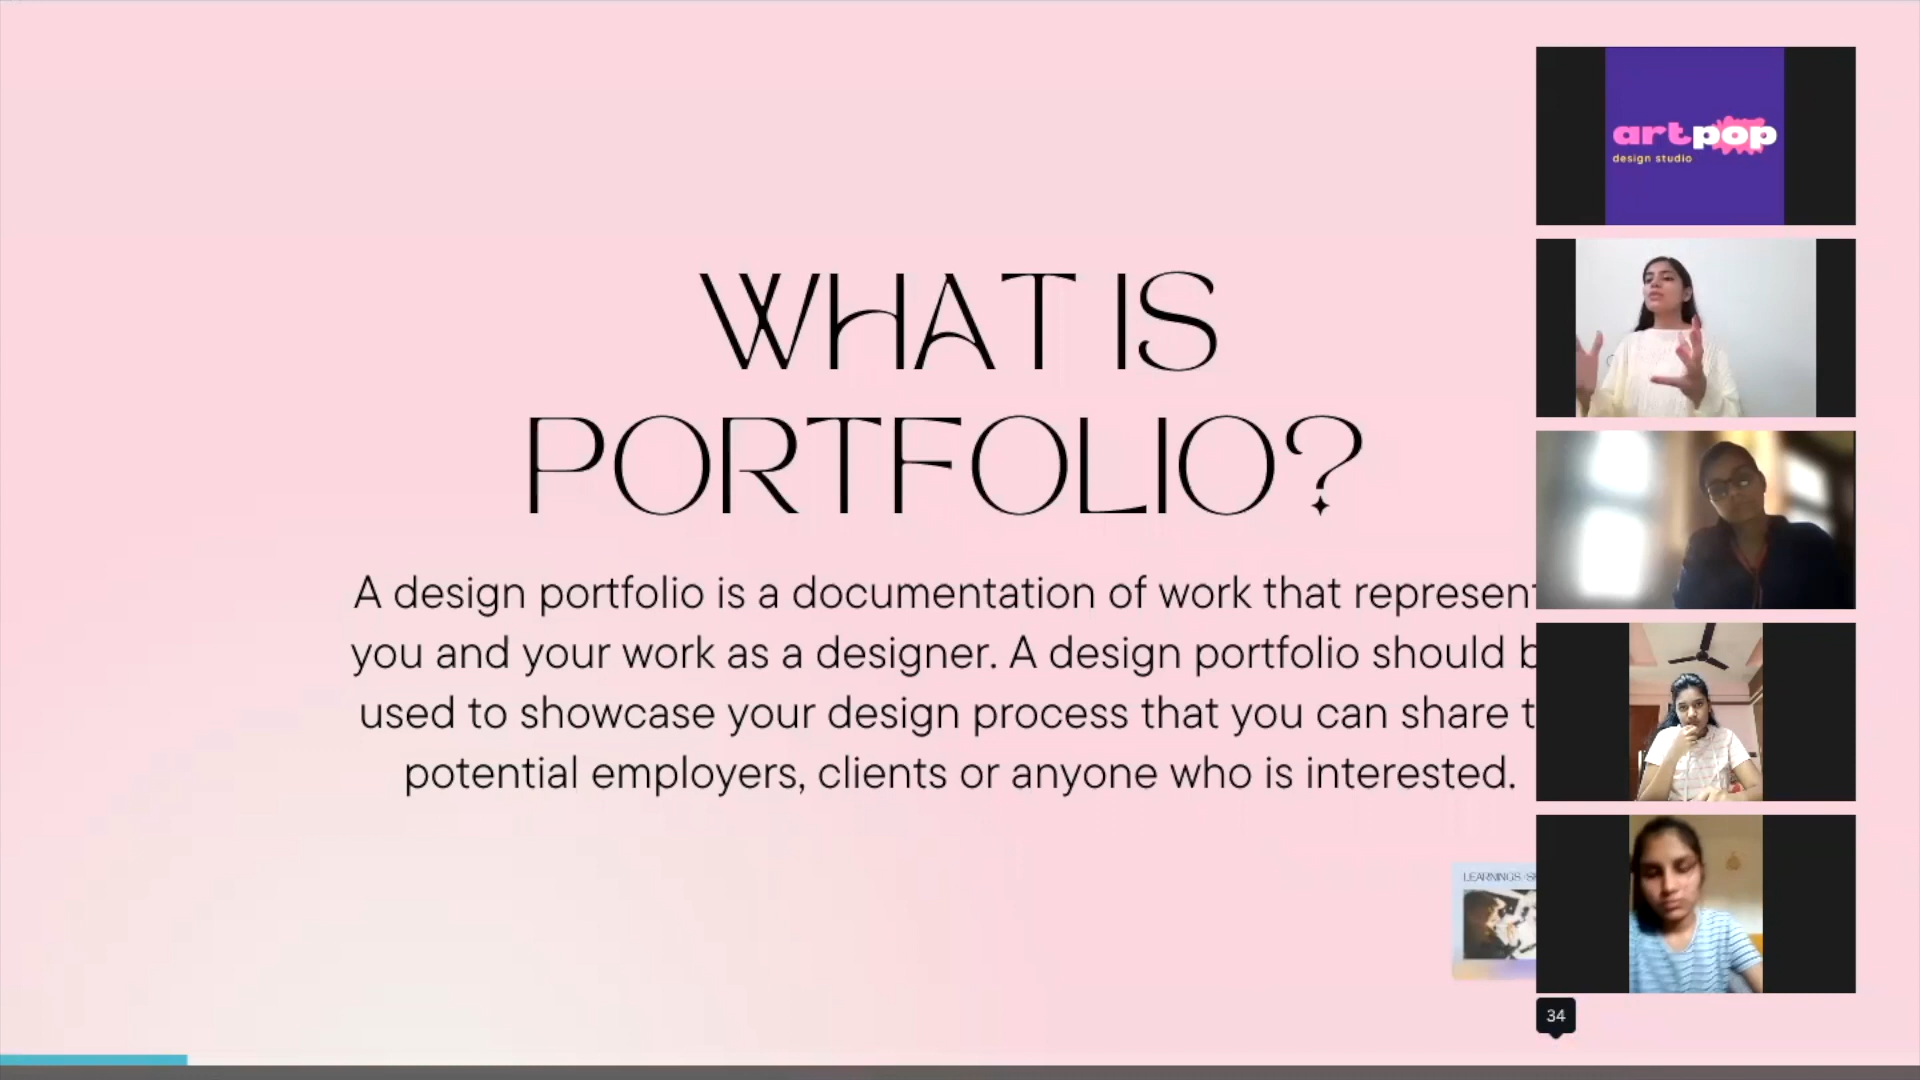 WHAT IS
PORTFOLIO?
A design portfolio is a documentation of work that represent
you and your work as a designer. A design portfolio should b
used to showcase your design process that you can share t
potential employers, clients or anyone who is interested.
artpop
design studio
LEARNINGS
34